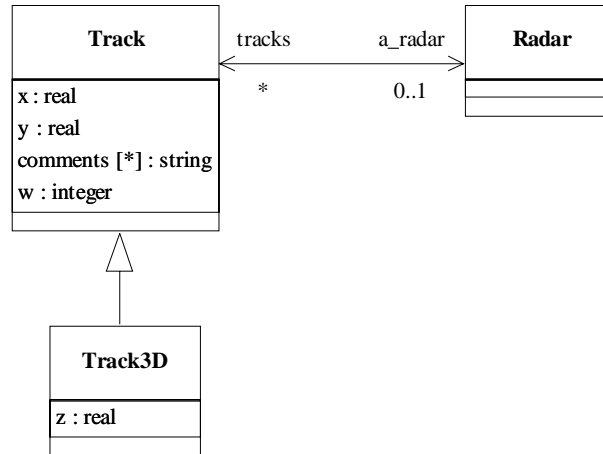 Track
tracks
a_radar
Radar
*
0..1
x : real
y : real
comments [*] : string
w : integer
Track3D
z : real